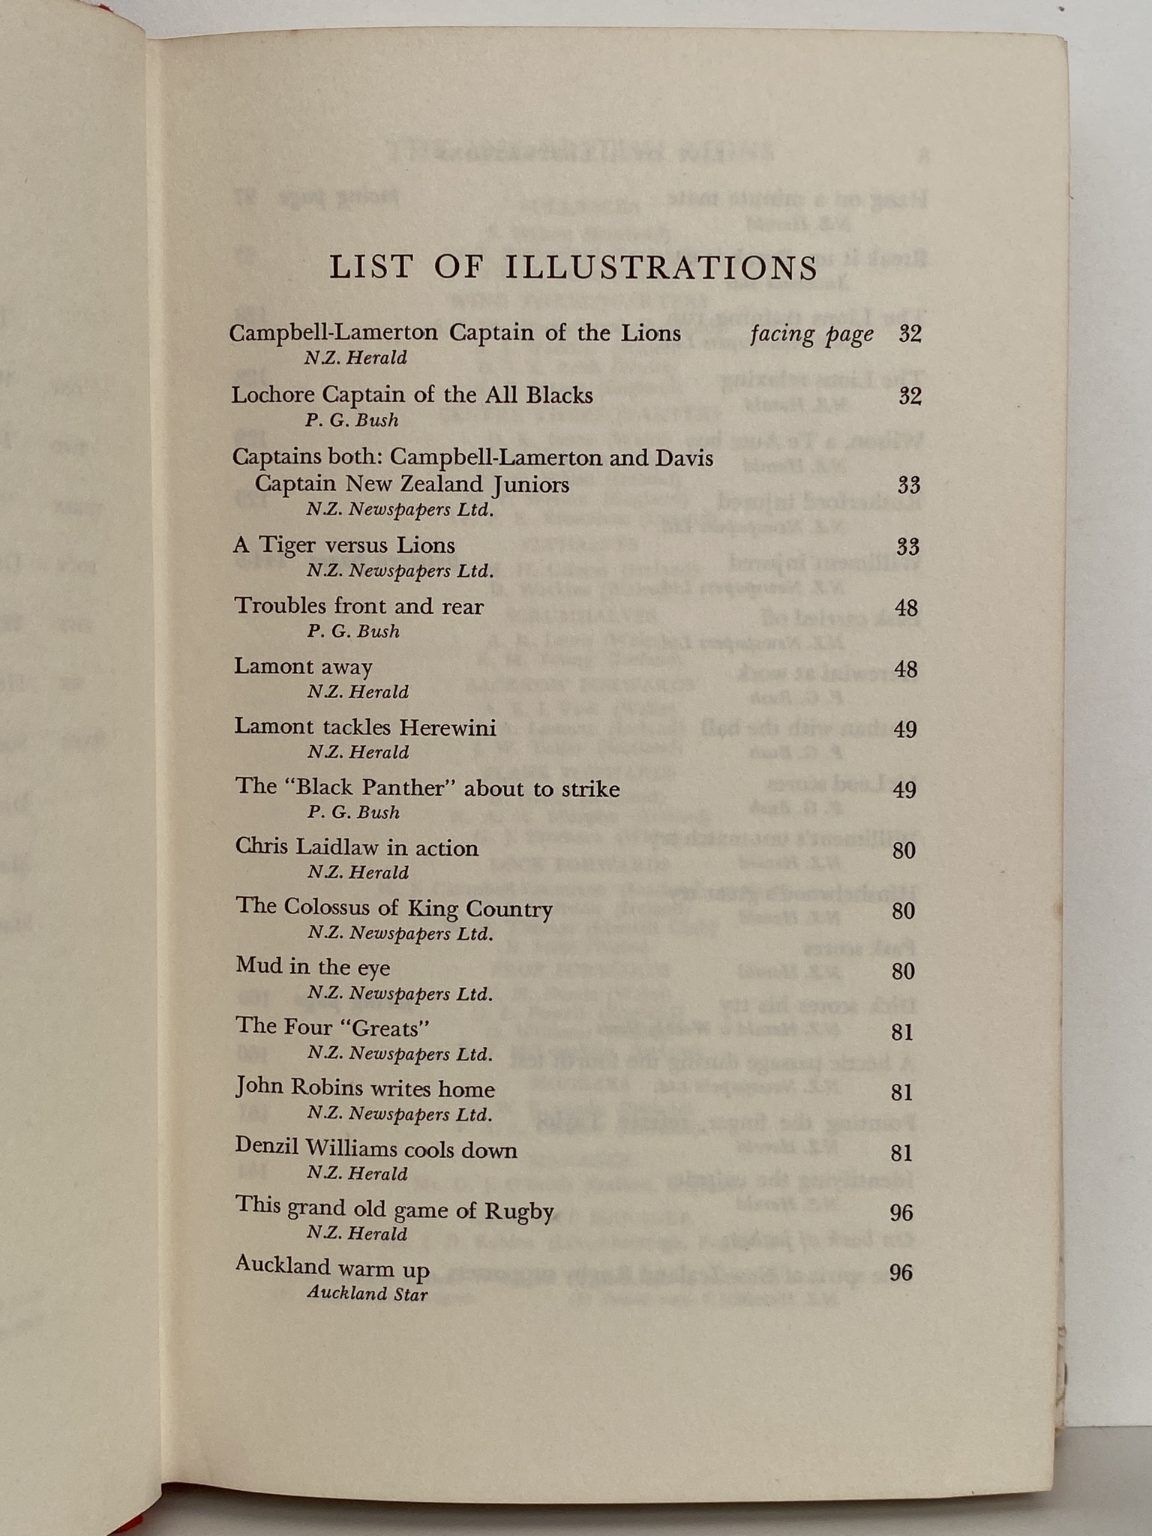 LIST OF ILLUSTRATIONS
Campbell-Lamerton Captain of the Lions facing page 32
N.Z. Herald
Lochore Captain of the All Blacks 32
P. G. Bush
Captains both: Campbell-Lamerton and Davis
Captain New Zealand Juniors 33
N.Z. Newspapers Ltd.
A Tiger versus Lions 33
N.Z. Newspapers Ltd.
Troubles front and rear 48
P. G. Bush
Lamont away 48
N.Z. Herald
Lamont tackles Herewini 49
N.Z. Herald
The “Black Panther” about to strike 49
P. G. Bush
Chris Laidlaw in action 80
N.Z. Herald
The Colossus of King Country 80
N.Z. Newspapers Ltd.
Mud in the eye 80
N.Z. Newspapers Ltd.
The Four “Greats” 81
N.Z. Newspapers Ltd.
John Robins writes home 81
N.Z. Newspapers Ltd.
Denzil Williams cools down 81
N.Z. Herald
This grand old game of Rugby 96
N.Z. Herald
Auckland warm up 96
Auckland Star